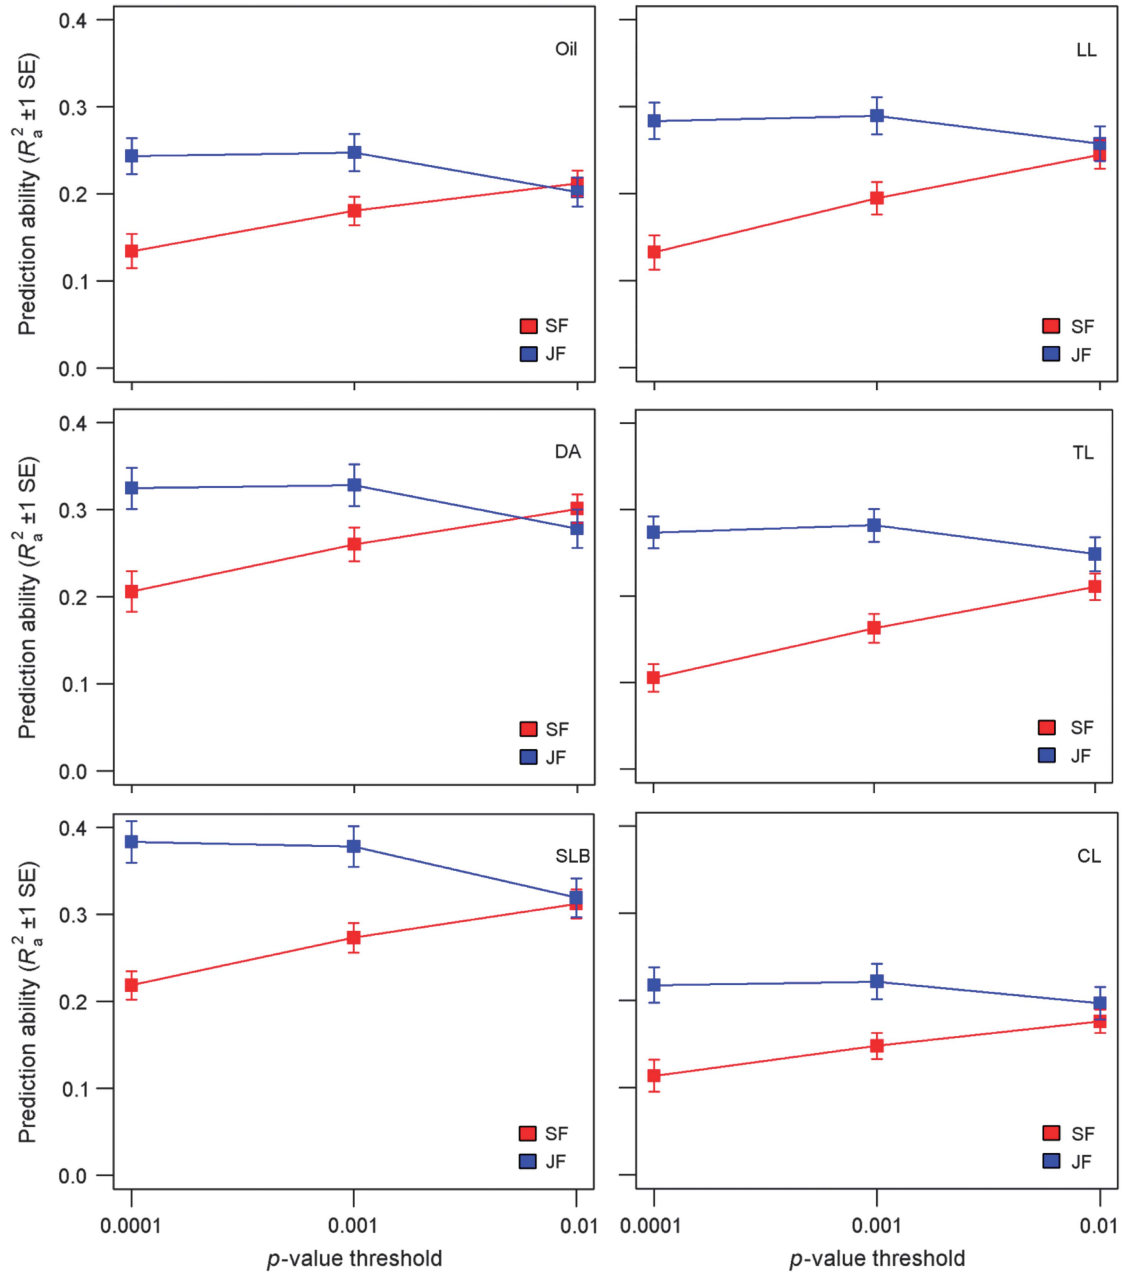 0.4
0.3
0.2
0.1
0.0
Prediction ability (R²ₐ ±1 SE)
Oil
SF
JF
LL
SF
JF
0.4
0.3
0.2
0.1
0.0
Prediction ability (R²ₐ ±1 SE)
DA
SF
JF
TL
SF
JF
0.4
0.3
0.2
0.1
0.0
Prediction ability (R²ₐ ±1 SE)
SLB
SF
JF
CL
SF
JF
0.0001 0.001 0.01
p-value threshold
0.0001 0.001 0.01
p-value threshold